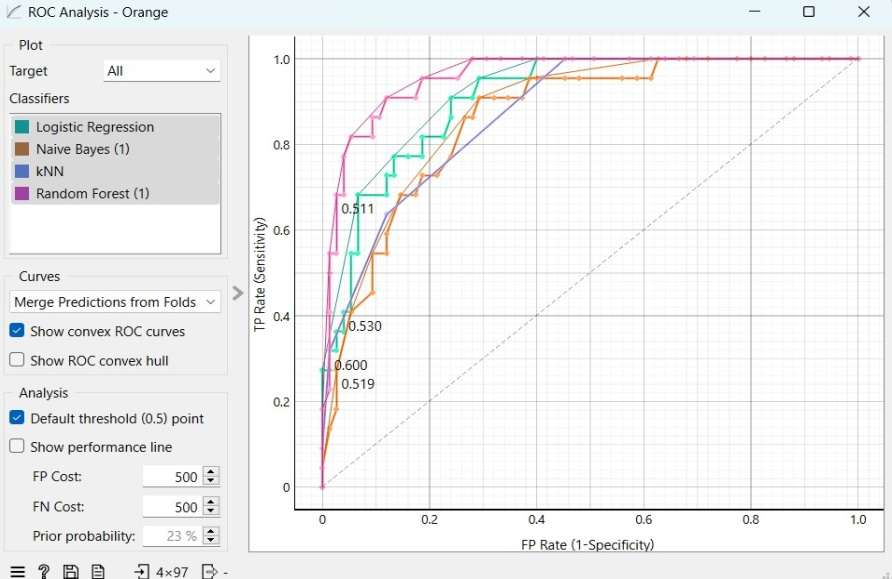 ROC Analysis - Orange
Plot
Target All
Classifiers
Logistic Regression
Naive Bayes (1)
kNN
Random Forest (1)
Curves
Merge Predictions from Folds
Show convex ROC curves
Show ROC convex hull
Analysis
Default threshold (0.5) point
Show performance line
FP Cost: 500
FN Cost: 500
Prior probability: 23 %
4×97 -
TP Rate (Sensitivity)
1.0
0.8
0.6
0.4
0.2
0
0.511
0.530
0.600
0.519
0 0.2 0.4 0.6 0.8 1.0
FP Rate (1-Specificity)